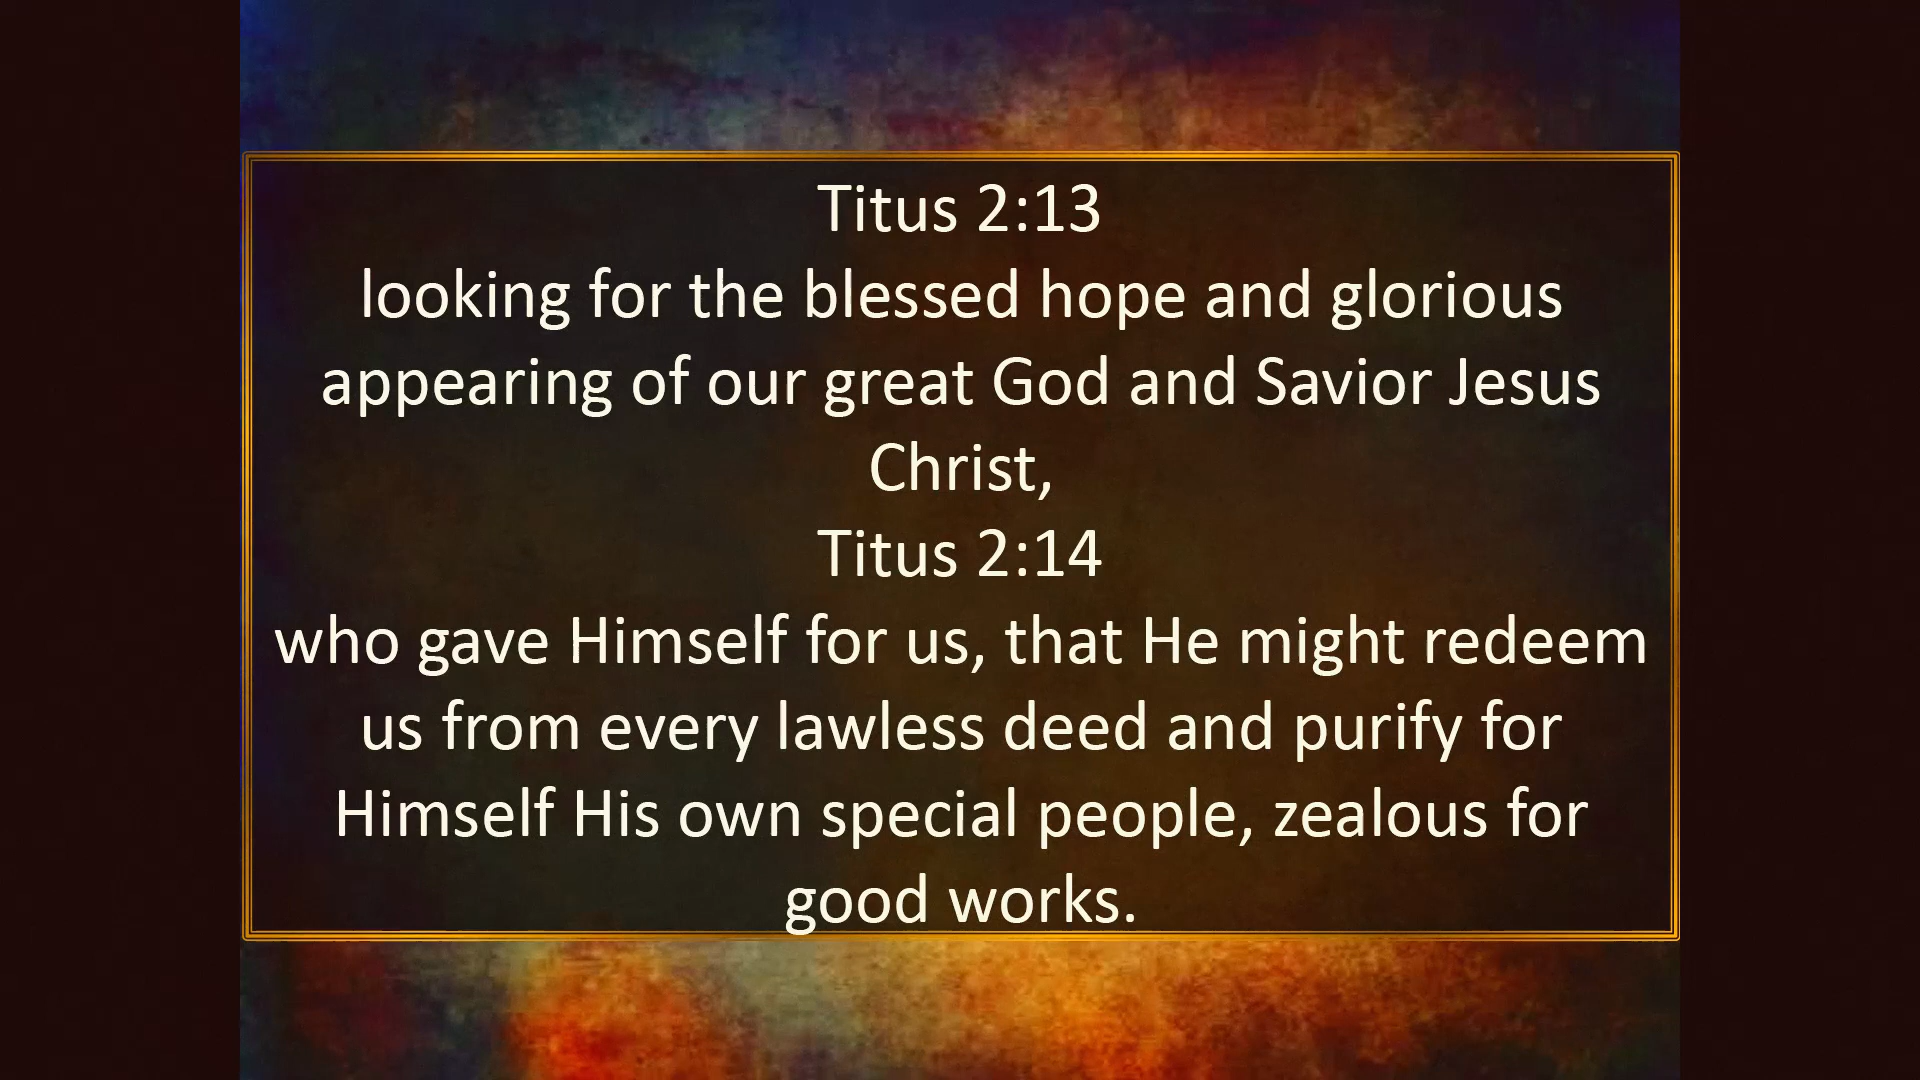 Titus 2:13
looking for the blessed hope and glorious
appearing of our great God and Savior Jesus
Christ,
Titus 2:14
who gave Himself for us, that He might redeem
us from every lawless deed and purify for
Himself His own special people, zealous for
good works.